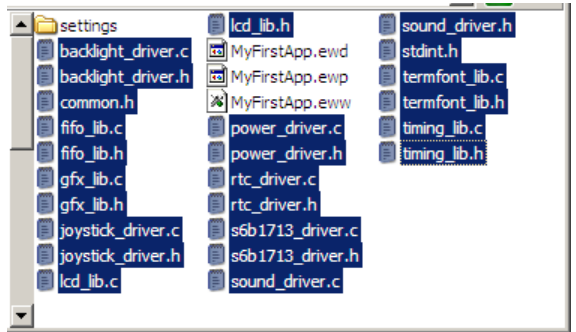 settings
backlight_driver.c
backlight_driver.h
common.h
fifo_lib.c
fifo_lib.h
gfx_lib.c
gfx_lib.h
joystick_driver.c
joystick_driver.h
lcd_lib.c
lcd_lib.h
MyFirstApp.ewd
MyFirstApp.ewp
MyFirstApp.eww
power_driver.c
power_driver.h
rtc_driver.c
rtc_driver.h
s6b1713_driver.c
s6b1713_driver.h
sound_driver.c
sound_driver.h
stdint.h
termfont_lib.c
termfont_lib.h
timing_lib.c
timing_lib.h